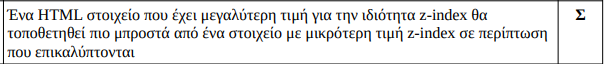 Ένα HTML στοιχείο που έχει μεγαλύτερη τιμή για την ιδιότητα z-index θα Σ
τοποθετηθεί πιο μπροστά από ένα στοιχείο με μικρότερη τιμή z-index σε περίπτωση
που επικαλύπτονται